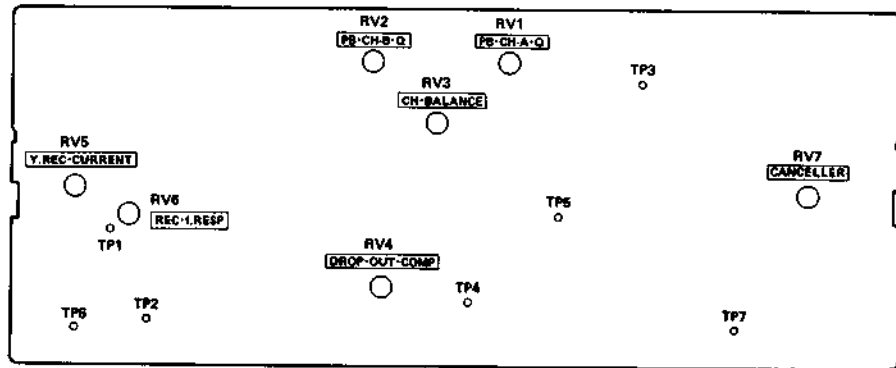 RV2
PB·CH-B·Q
RV1
PB·CH-A·Q
TP3
RV3
CH-BALANCE
RV5
Y.REC-CURRENT
RV7
CANCELLER
RV6
REC-1.RESP
TP1
TP5
RV4
DROP-OUT-COMP
TP4
TP6
TP2
TP7